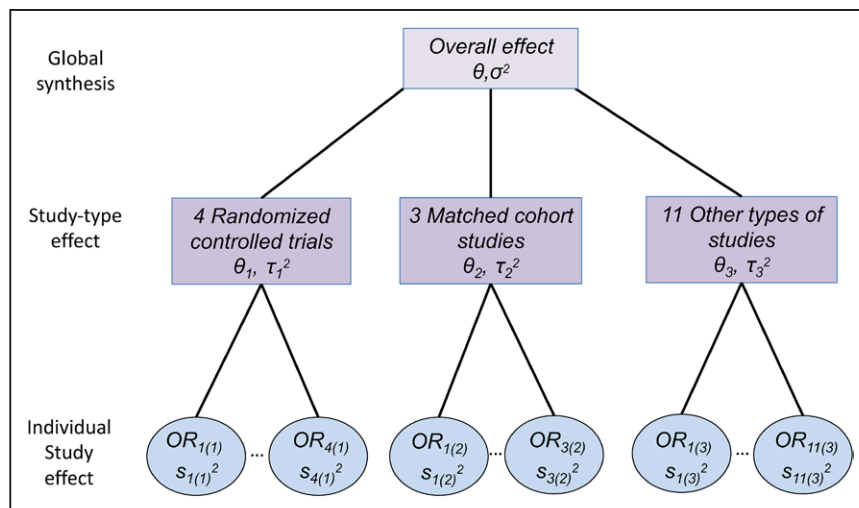 Global
synthesis
Overall effect
θ,σ²
Study-type
effect
4 Randomized
controlled trials
θ₁, τ₁²
3 Matched cohort
studies
θ₂, τ₂²
11 Other types of
studies
θ₃, τ₃²
Individual
Study
effect
OR₁₍₁₎
s₁₍₁₎²
...
OR₄₍₁₎
s₄₍₁₎²
OR₁₍₂₎
s₁₍₂₎²
...
OR₃₍₂₎
s₃₍₂₎²
OR₁₍₃₎
s₁₍₃₎²
...
OR₁₁₍₃₎
s₁₁₍₃₎²